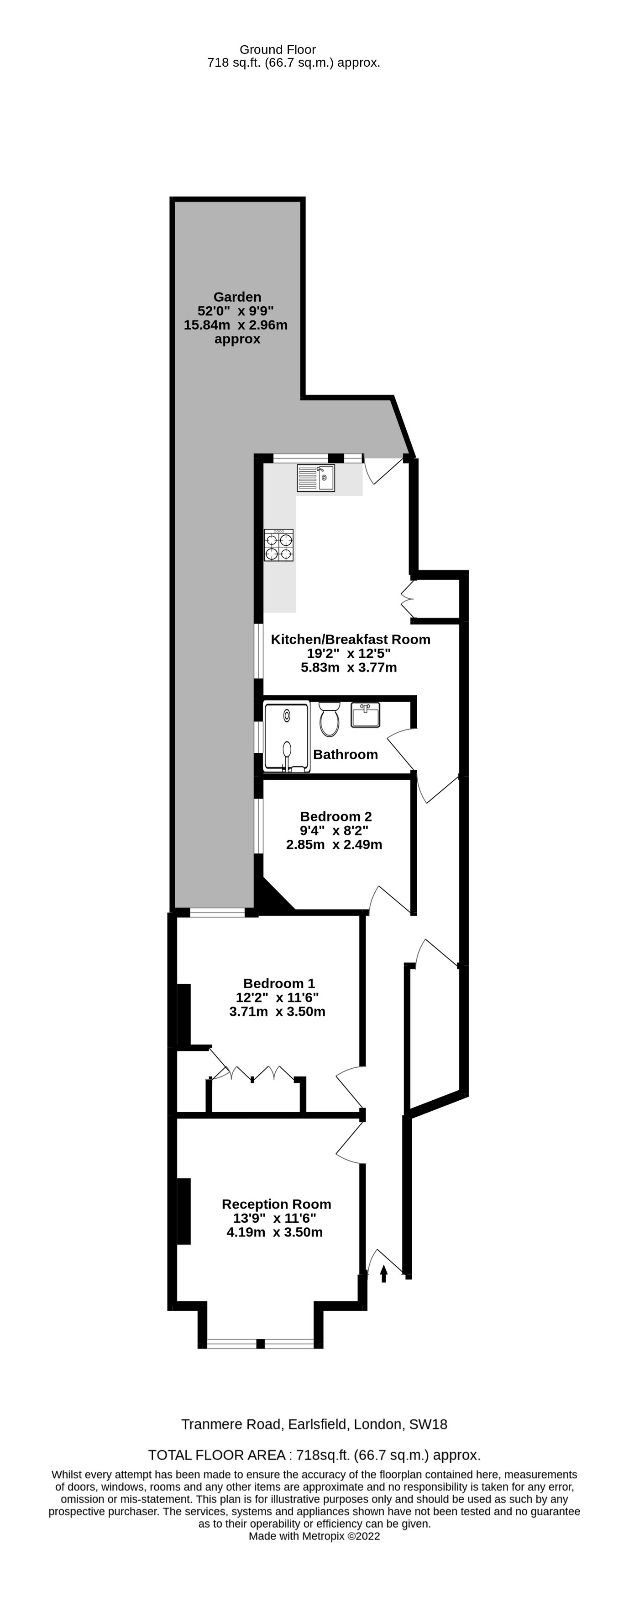 Ground Floor
718 sq.ft. (66.7 sq.m.) approx.
Garden
52'0" x 9'9"
15.84m x 2.96m
approx
Kitchen/Breakfast Room
19'2" x 12'5"
5.83m x 3.77m
Bathroom
Bedroom 2
9'4" x 8'2"
2.85m x 2.49m
Bedroom 1
12'2" x 11'6"
3.71m x 3.50m
Reception Room
13'9" x 11'6"
4.19m x 3.50m
Tranmere Road, Earlsfield, London, SW18
TOTAL FLOOR AREA : 718sq.ft. (66.7 sq.m.) approx.
Whilst every attempt has been made to ensure the accuracy of the floorplan contained here, measurements
of doors, windows, rooms and any other items are approximate and no responsibility is taken for any error,
omission or mis-statement. This plan is for illustrative purposes only and should be used as such by any
prospective purchaser. The services, systems and appliances shown have not been tested and no guarantee
as to their operability or efficiency can be given.
Made with Metropix ©2022